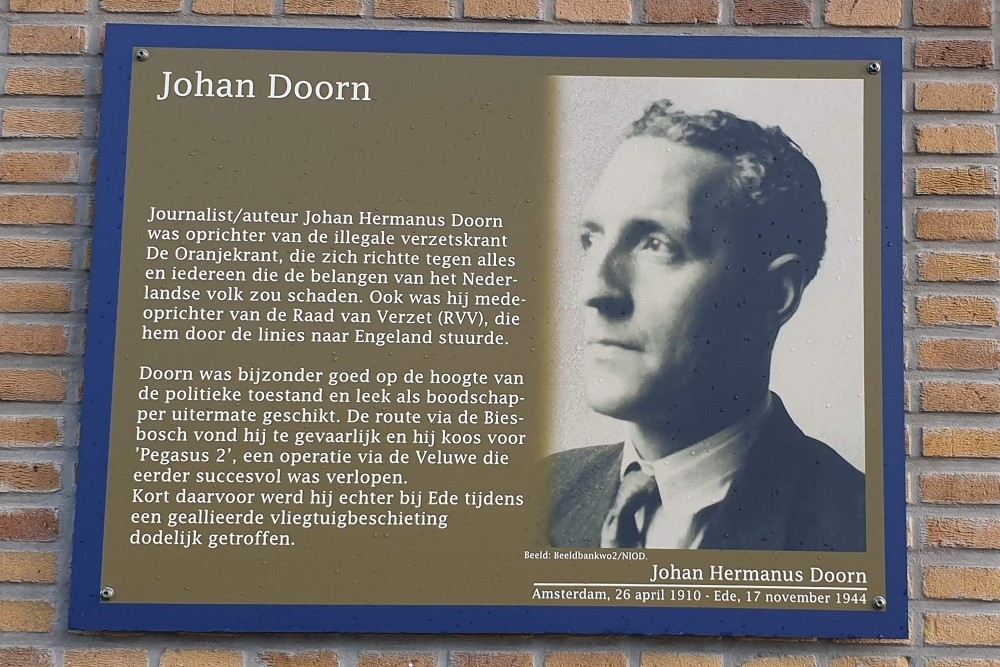 Johan Doorn
Journalist/auteur Johan Hermanus Doorn
was oprichter van de illegale verzetskrant
De Oranjekrant, die zich richtte tegen alles
en iedereen die de belangen van het Neder-
landse volk zou schaden. Ook was hij mede-
oprichter van de Raad van Verzet (RVV), die
hem door de linies naar Engeland stuurde.
Doorn was bijzonder goed op de hoogte van
de politieke toestand en leek als boodschap-
per uitermate geschikt. De route via de Bies-
bosch vond hij te gevaarlijk en hij koos voor
'Pegasus 2', een operatie via de Veluwe die
eerder succesvol was verlopen.
Kort daarvoor werd hij echter bij Ede tijdens
een geallieerde vliegtuigbeschieting
dodelijk getroffen.
Beeld: Beeldbankwo2/NIOD.
Johan Hermanus Doorn
Amsterdam, 26 april 1910 - Ede, 17 november 1944